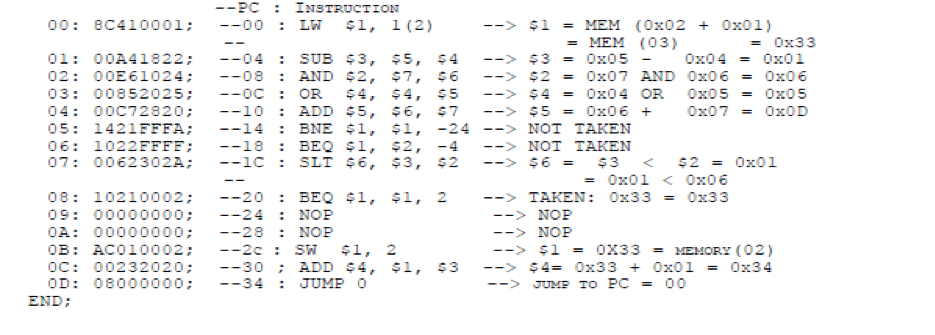 --PC : INSTRUCTION
00: 8C410001; --00 : LW $1, 1(2) --> $1 = MEM (0x02 + 0x01)
-- = MEM (03) = 0x33
01: 00A41822; --04 : SUB $3, $5, $4 --> $3 = 0x05 - 0x04 = 0x01
02: 00E61024; --08 : AND $2, $7, $6 --> $2 = 0x07 AND 0x06 = 0x06
03: 00852025; --0C : OR $4, $4, $5 --> $4 = 0x04 OR 0x05 = 0x05
04: 00C72820; --10 : ADD $5, $6, $7 --> $5 = 0x06 + 0x07 = 0x0D
05: 1421FFFA; --14 : BNE $1, $1, -24 --> NOT TAKEN
06: 1022FFFF; --18 : BEQ $1, $2, -4 --> NOT TAKEN
07: 0062302A; --1C : SLT $6, $3, $2 --> $6 = $3 < $2 = 0x01
-- = 0x01 < 0x06
08: 10210002; --20 : BEQ $1, $1, 2 --> TAKEN: 0x33 = 0x33
09: 00000000; --24 : NOP --> NOP
0A: 00000000; --28 : NOP --> NOP
0B: AC010002; --2c : SW $1, 2 --> $1 = 0X33 = MEMORY(02)
0C: 00232020; --30 ; ADD $4, $1, $3 --> $4= 0x33 + 0x01 = 0x34
0D: 08000000; --34 : JUMP 0 --> JUMP TO PC = 00
END;